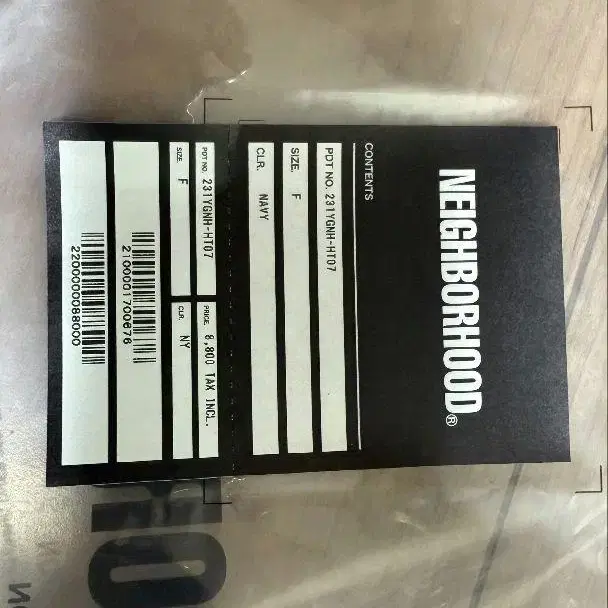 NEIGHBORHOOD®
CONTENTS
PDT NO. 231YGNH-HT07
SIZE. F
CLR. NAVY
PDT NO. 231YGNH-HT07
PRICE. 8,800 TAX INCL.
SIZE. F
CLR. NY
2100001700676
2200000088000